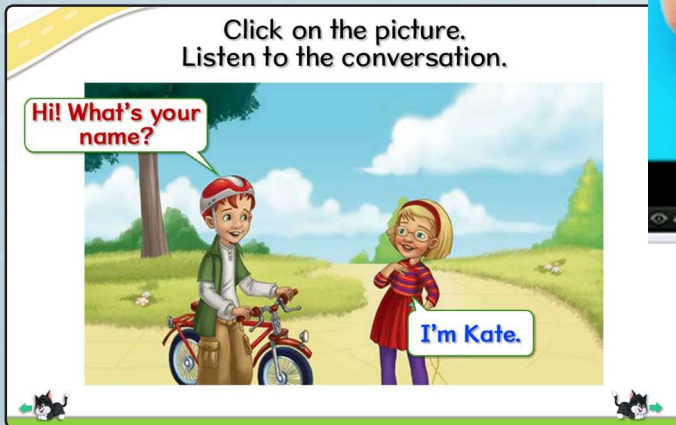 Click on the picture.
Listen to the conversation.
Hi! What's your
name?
I'm Kate.